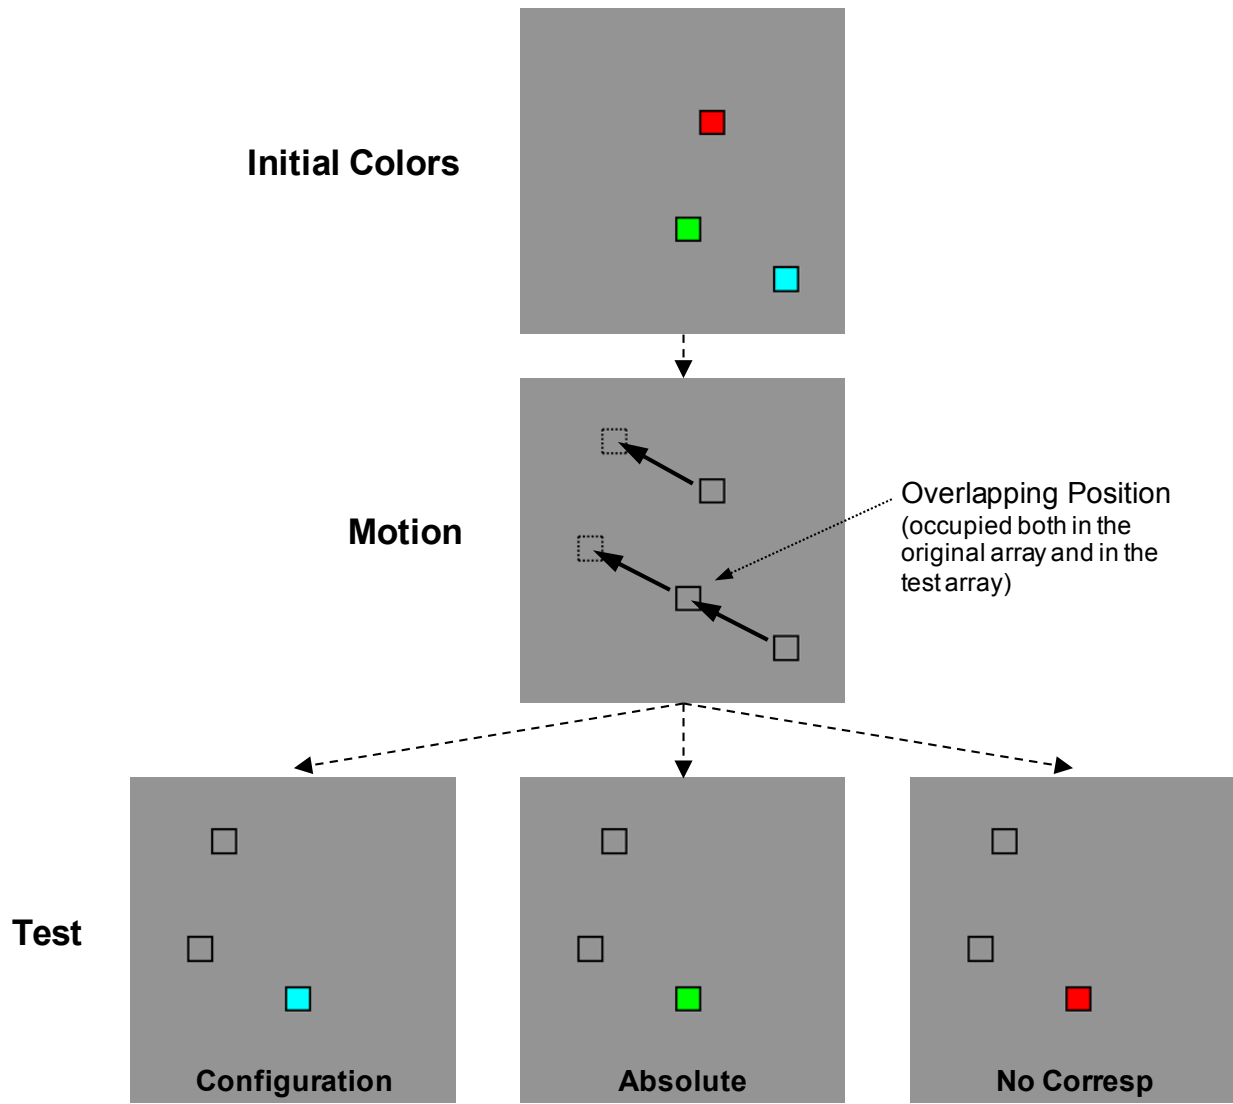 Initial Colors
Motion
Overlapping Position
(occupied both in the
original array and in the
test array)
Test
Configuration
Absolute
No Corresp